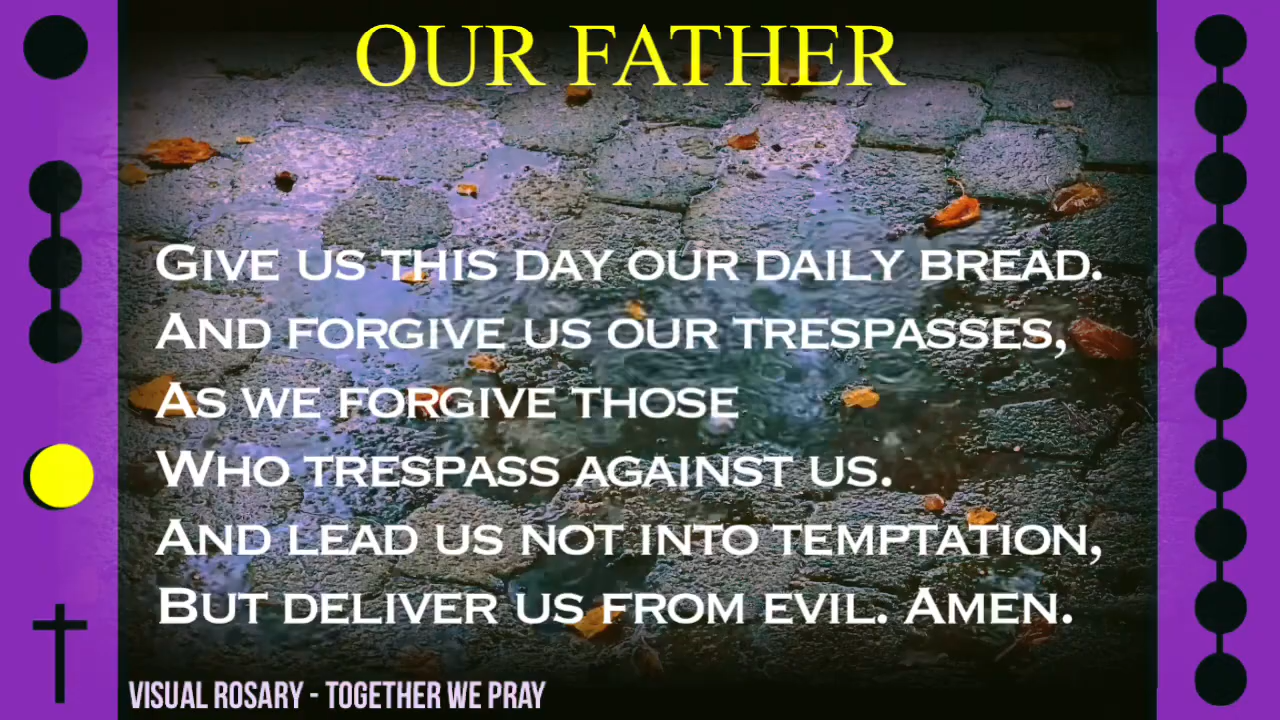 OUR FATHER
GIVE US THIS DAY OUR DAILY BREAD.
AND FORGIVE US OUR TRESPASSES,
AS WE FORGIVE THOSE
WHO TRESPASS AGAINST US.
AND LEAD US NOT INTO TEMPTATION,
BUT DELIVER US FROM EVIL. AMEN.
VISUAL ROSARY - TOGETHER WE PRAY